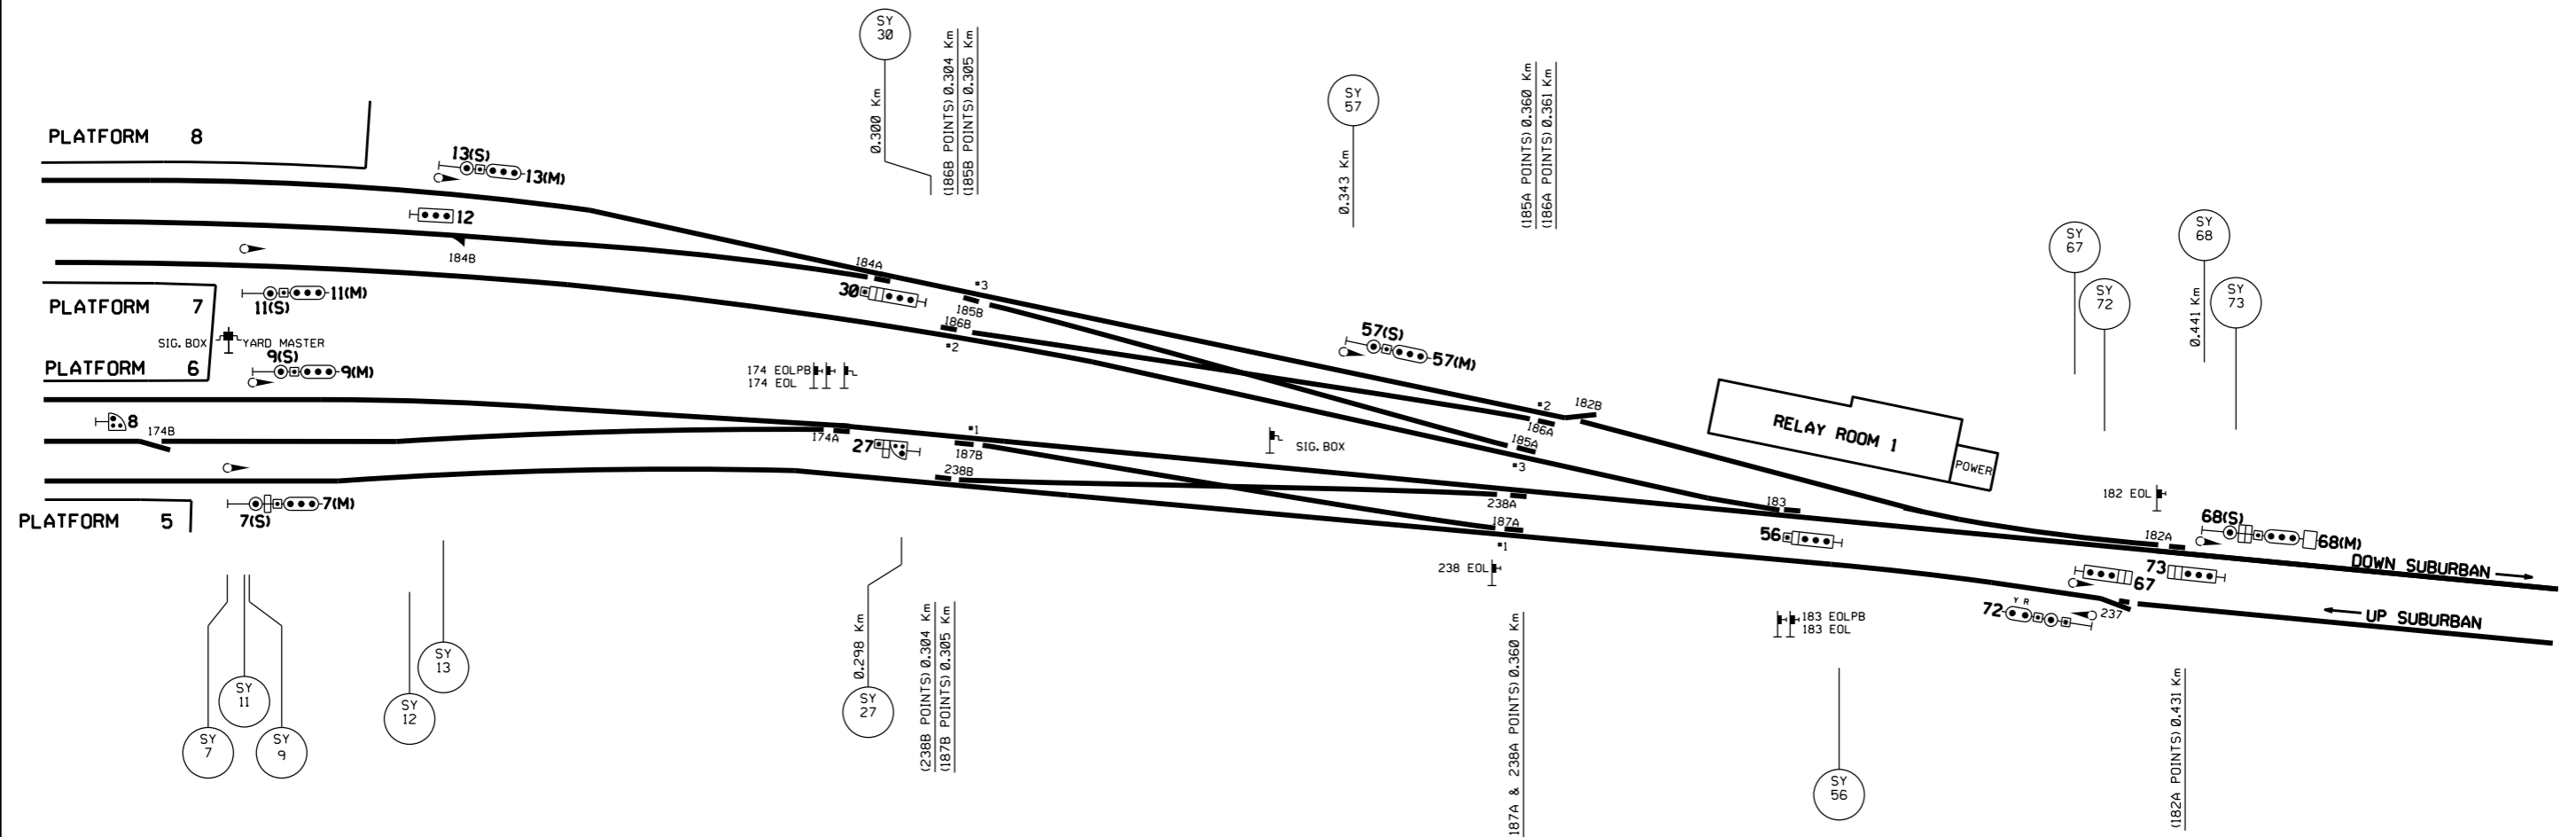 SY
30
0.300 Km
(186B POINTS) 0.304 Km
(185B POINTS) 0.305 Km
SY
57
0.343 Km
(185A POINTS) 0.360 Km
(186A POINTS) 0.361 Km
PLATFORM 8
13(S)
13(M)
12
184B
184A
30
*3
185B
186B
*2
PLATFORM 7
11(S)
11(M)
SIG. BOX
YARD MASTER
PLATFORM 6
9(S)
9(M)
174 EOLPB
174 EOL
57(S)
57(M)
*2
182B
186A
185A
*3
RELAY ROOM 1
POWER
SY
67
SY
72
SY
68
0.441 Km
SY
73
8
174B
174A
27
*1
187B
238B
SIG. BOX
238A
187A
*1
183
56
238 EOL
182 EOL
182A
68(S)
68(M)
DOWN SUBURBAN
73
67
Y R
72
237
UP SUBURBAN
PLATFORM 5
7(S)
7(M)
183 EOLPB
183 EOL
SY
7
SY
11
SY
9
SY
12
SY
13
0.298 Km
SY
27
(238B POINTS) 0.304 Km
(187B POINTS) 0.305 Km
187A & 238A POINTS) 0.360 Km
SY
56
(182A POINTS) 0.431 Km